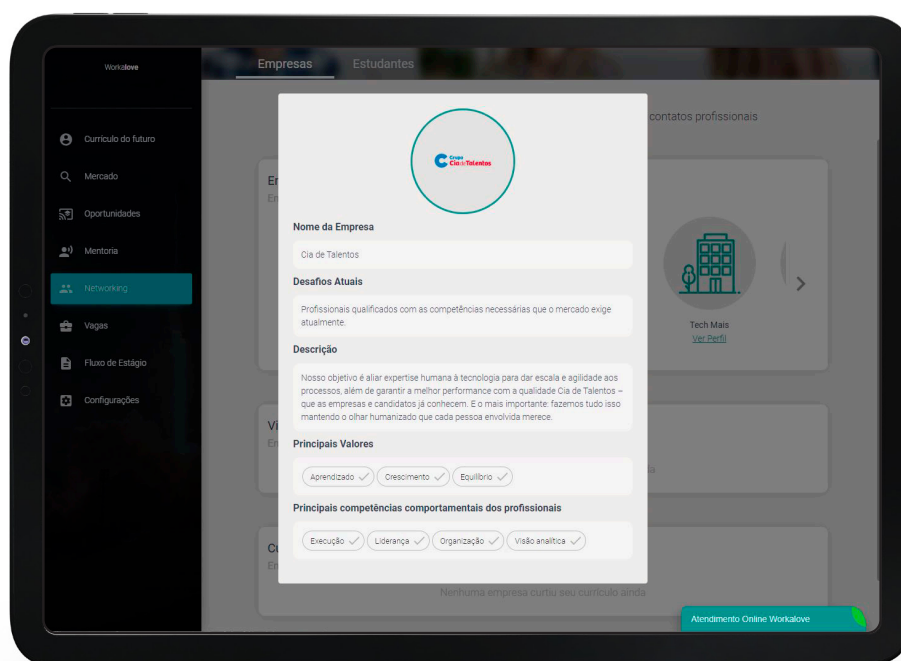 Workalove
Empresas
Estudantes
Currículo do futuro
Mercado
Oportunidades
Mentoria
Networking
Vagas
Fluxo de Estágio
Configurações
contatos profissionais
Grupo
Cia de Talentos
Nome da Empresa
Cia de Talentos
Desafios Atuais
Profissionais qualificados com as competências necessárias que o mercado exige
atualmente.
Descrição
Nosso objetivo é aliar expertise humana à tecnologia para dar escala e agilidade aos
processos, além de garantir a melhor performance com a qualidade Cia de Talentos –
que as empresas e candidatos já conhecem. E o mais importante: fazemos tudo isso
mantendo o olhar humanizado que cada pessoa envolvida merece.
Principais Valores
Aprendizado
Crescimento
Equilíbrio
Principais competências comportamentais dos profissionais
Execução
Liderança
Organização
Visão analítica
Tech Mais
Ver Perfil
Nenhuma empresa curtiu seu currículo ainda
Atendimento Online Workalove